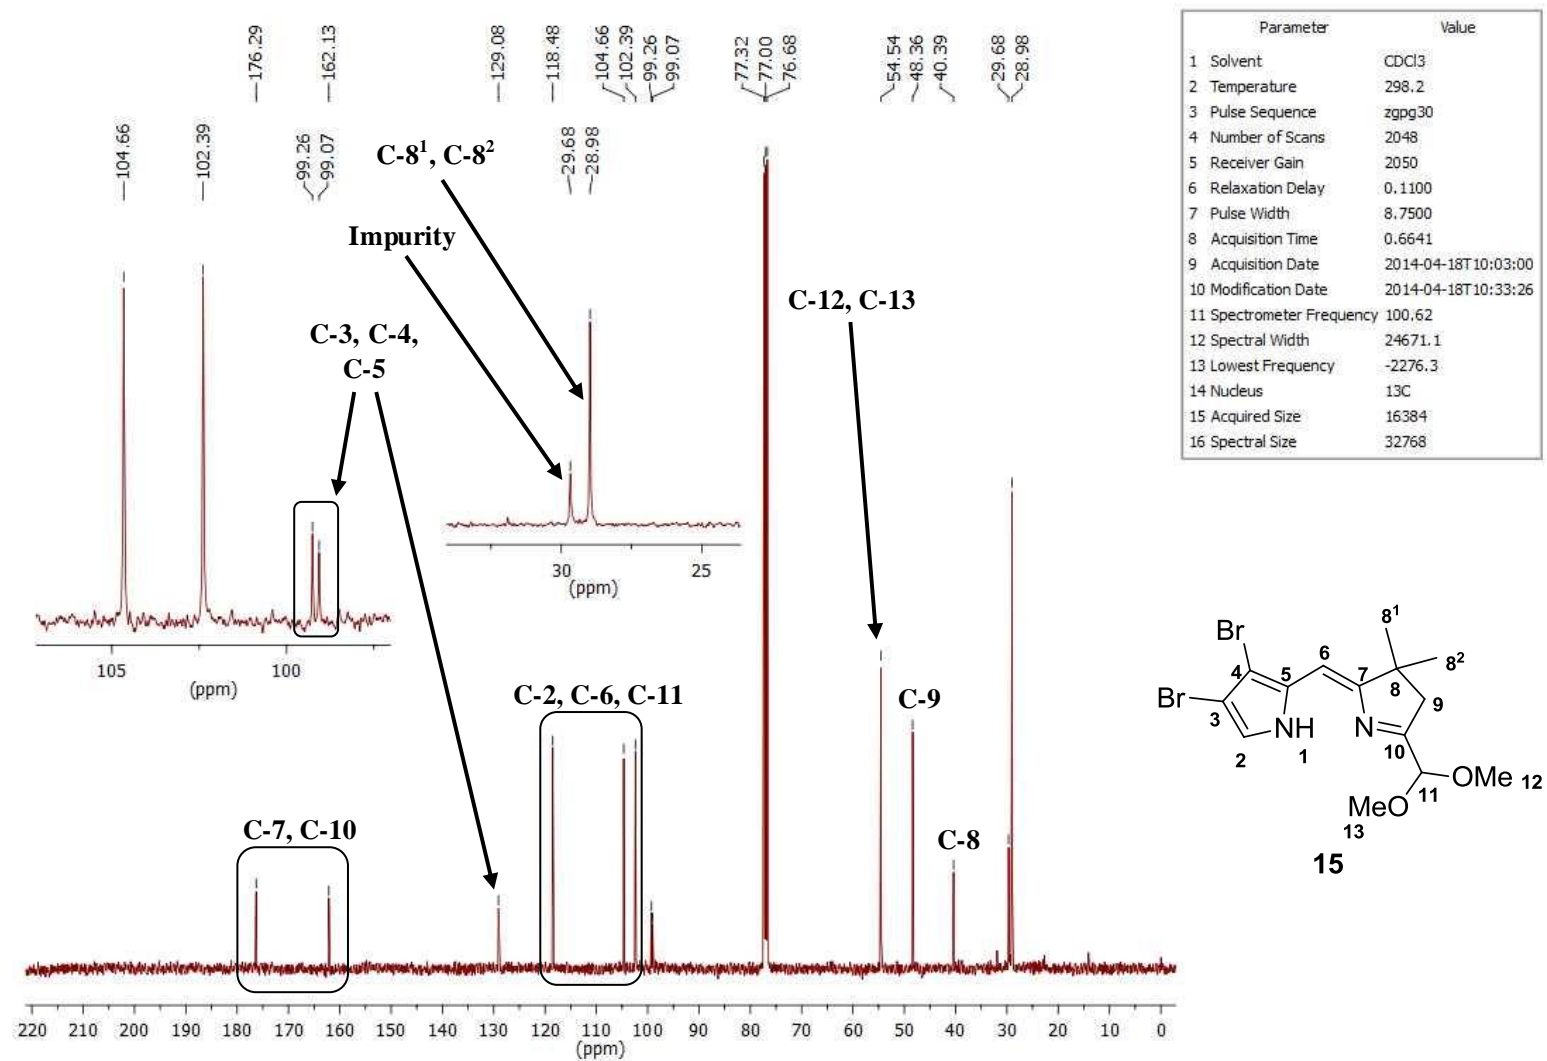 176.29
162.13
129.08
118.48
104.66
102.39
99.26
99.07
77.32
77.00
76.68
54.54
48.36
40.39
29.68
28.98
104.66
102.39
99.26
99.07
29.68
28.98
C-8¹, C-8²
Impurity
C-3, C-4,
C-5
C-12, C-13
105 100
(ppm)
30 25
(ppm)
C-2, C-6, C-11
C-9
C-8
C-7, C-10
220 210 200 190 180 170 160 150 140 130 120 110 100 90 80 70 60 50 40 30 20 10 0
(ppm)
Parameter Value
1 Solvent CDCl3
2 Temperature 298.2
3 Pulse Sequence zgpg30
4 Number of Scans 2048
5 Receiver Gain 2050
6 Relaxation Delay 0.1100
7 Pulse Width 8.7500
8 Acquisition Time 0.6641
9 Acquisition Date 2014-04-18T10:03:00
10 Modification Date 2014-04-18T10:33:26
11 Spectrometer Frequency 100.62
12 Spectral Width 24671.1
13 Lowest Frequency -2276.3
14 Nucleus 13C
15 Acquired Size 16384
16 Spectral Size 32768
8¹
Br 6 8²
4 5 7 8
Br 9
3 NH N
2 1 10
OMe 12
MeO 11
13
15